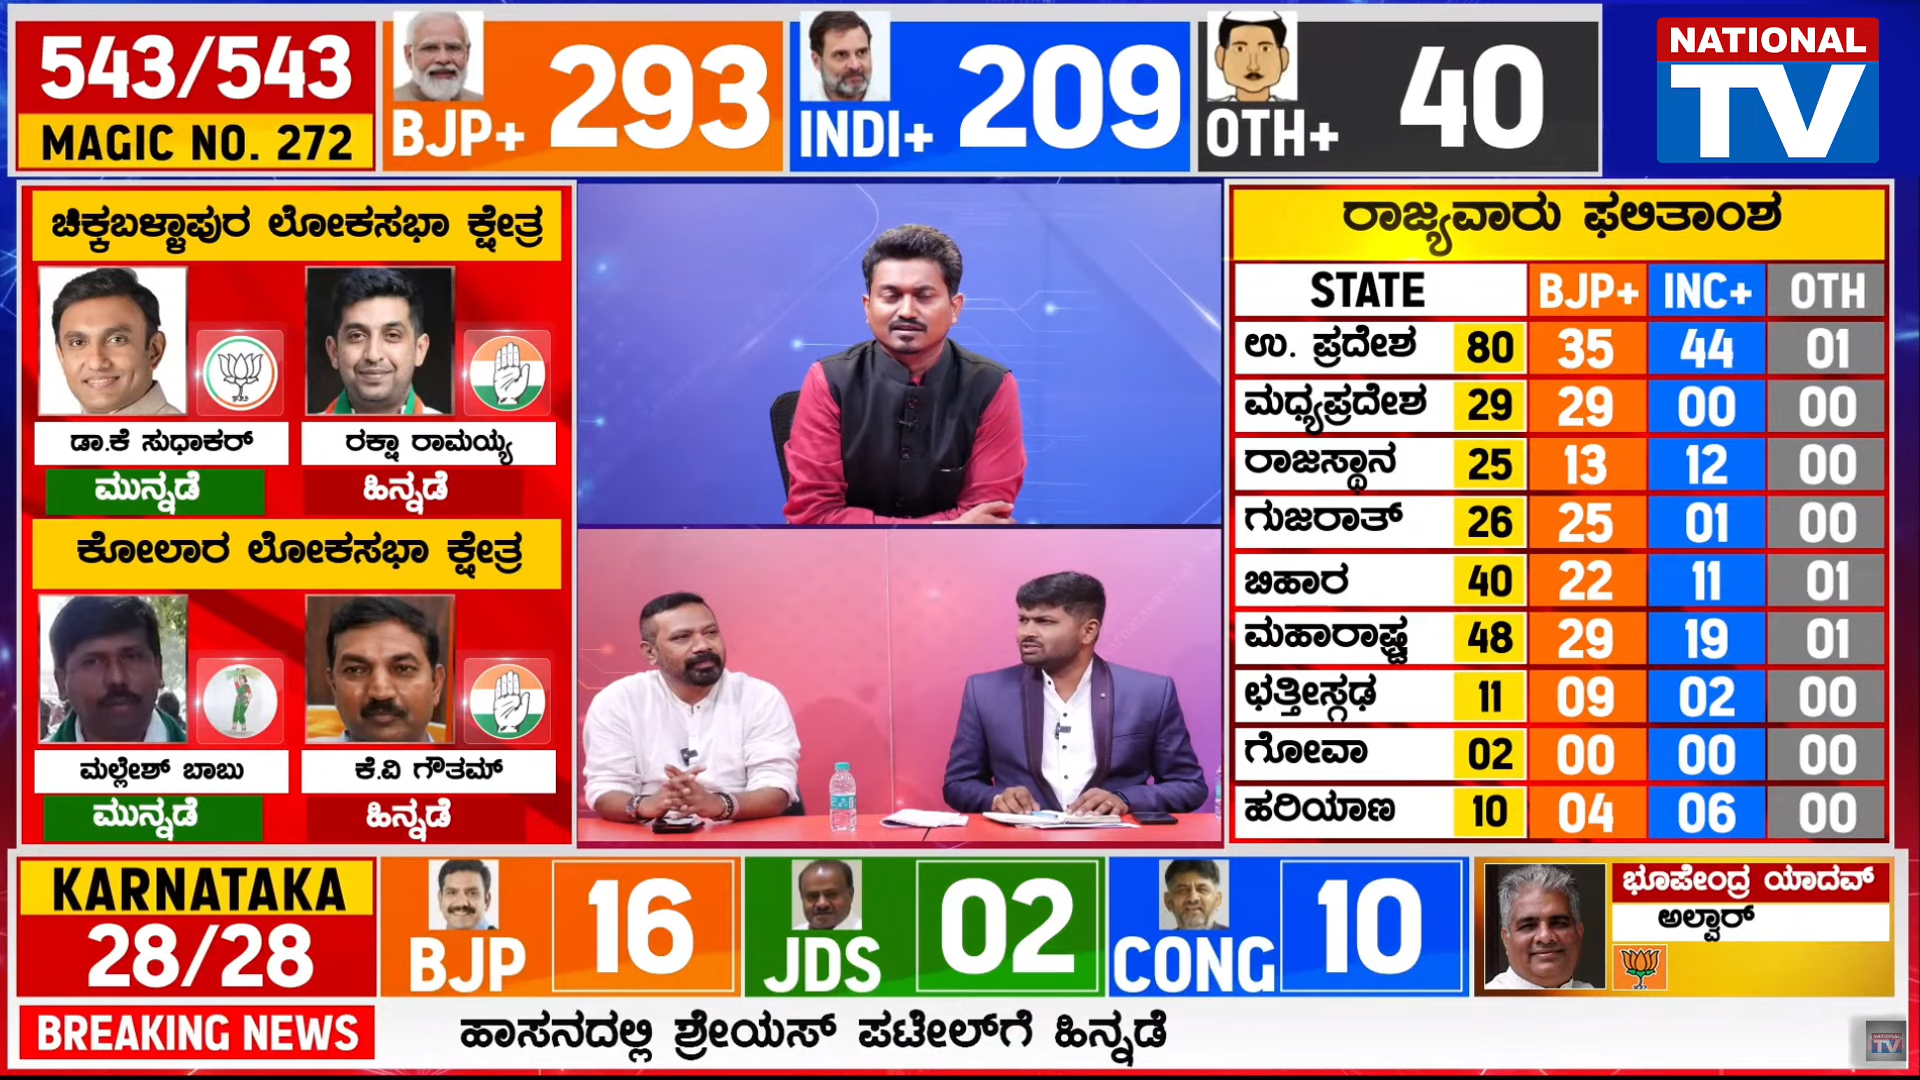 543/543
MAGIC NO. 272
BJP+ 293
INDI+ 209
OTH+ 40
NATIONAL
TV
ಚಿಕ್ಕಬಳ್ಳಾಪುರ ಲೋಕಸಭಾ ಕ್ಷೇತ್ರ
ಡಾ.ಕೆ ಸುಧಾಕರ್ ರಕ್ಷಾ ರಾಮಯ್ಯ
ಮುನ್ನಡೆ ಹಿನ್ನಡೆ
ಕೋಲಾರ ಲೋಕಸಭಾ ಕ್ಷೇತ್ರ
ಮಲ್ಲೇಶ್ ಬಾಬು ಕೆ.ವಿ ಗೌತಮ್
ಮುನ್ನಡೆ ಹಿನ್ನಡೆ
ರಾಜ್ಯವಾರು ಫಲಿತಾಂಶ
STATE BJP+ INC+ OTH
ಉ. ಪ್ರದೇಶ 80 35 44 01
ಮಧ್ಯಪ್ರದೇಶ 29 29 00 00
ರಾಜಸ್ಥಾನ 25 13 12 00
ಗುಜರಾತ್ 26 25 01 00
ಬಿಹಾರ 40 22 11 01
ಮಹಾರಾಷ್ಟ್ರ 48 29 19 01
ಛತ್ತೀಸ್ಗಢ 11 09 02 00
ಗೋವಾ 02 00 00 00
ಹರಿಯಾಣ 10 04 06 00
KARNATAKA
28/28
BJP 16
JDS 02
CONG 10
ಭೂಪೇಂದ್ರ ಯಾದವ್
ಅಲ್ವಾರ್
BREAKING NEWS ಹಾಸನದಲ್ಲಿ ಶ್ರೇಯಸ್ ಪಟೇಲ್‌ಗೆ ಹಿನ್ನಡೆ
NATIONAL
TV